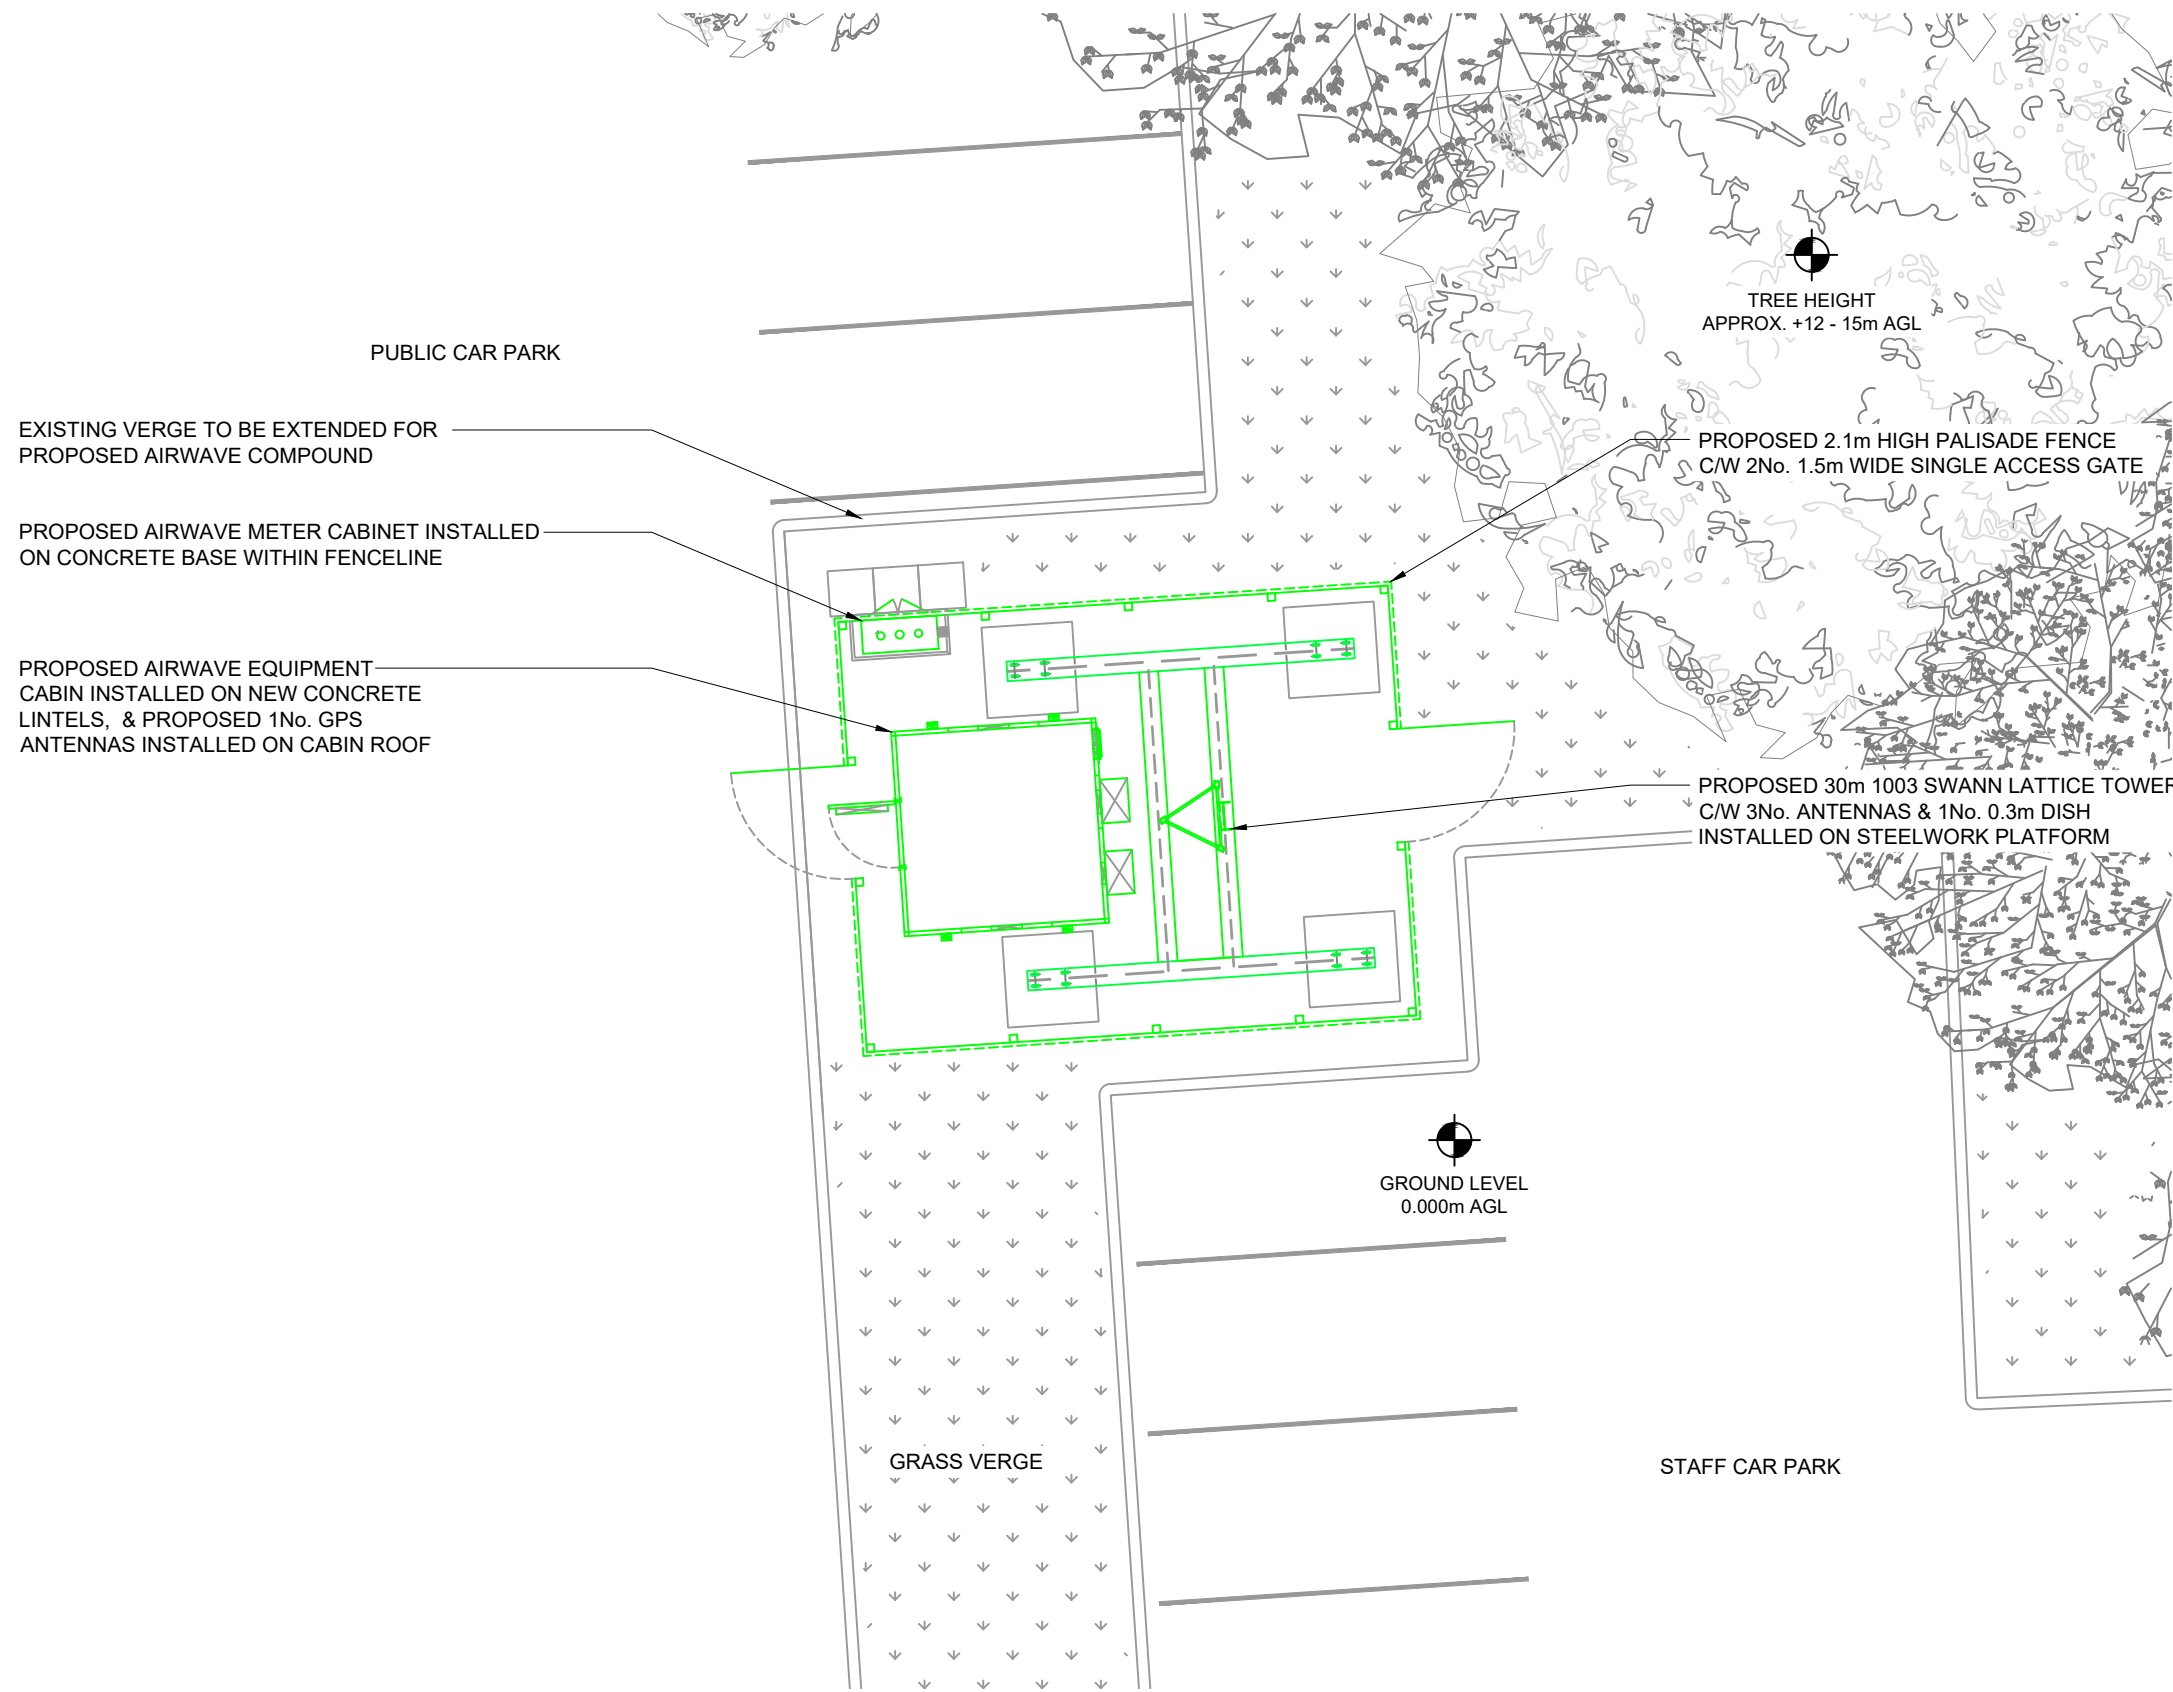 TREE HEIGHT
APPROX. +12 - 15m AGL
PUBLIC CAR PARK
EXISTING VERGE TO BE EXTENDED FOR
PROPOSED AIRWAVE COMPOUND
PROPOSED 2.1m HIGH PALISADE FENCE
C/W 2No. 1.5m WIDE SINGLE ACCESS GATE
PROPOSED AIRWAVE METER CABINET INSTALLED
ON CONCRETE BASE WITHIN FENCELINE
PROPOSED AIRWAVE EQUIPMENT
CABIN INSTALLED ON NEW CONCRETE
LINTELS, & PROPOSED 1No. GPS
ANTENNAS INSTALLED ON CABIN ROOF
PROPOSED 30m 1003 SWANN LATTICE TOWER
C/W 3No. ANTENNAS & 1No. 0.3m DISH
INSTALLED ON STEELWORK PLATFORM
GROUND LEVEL
0.000m AGL
GRASS VERGE
STAFF CAR PARK